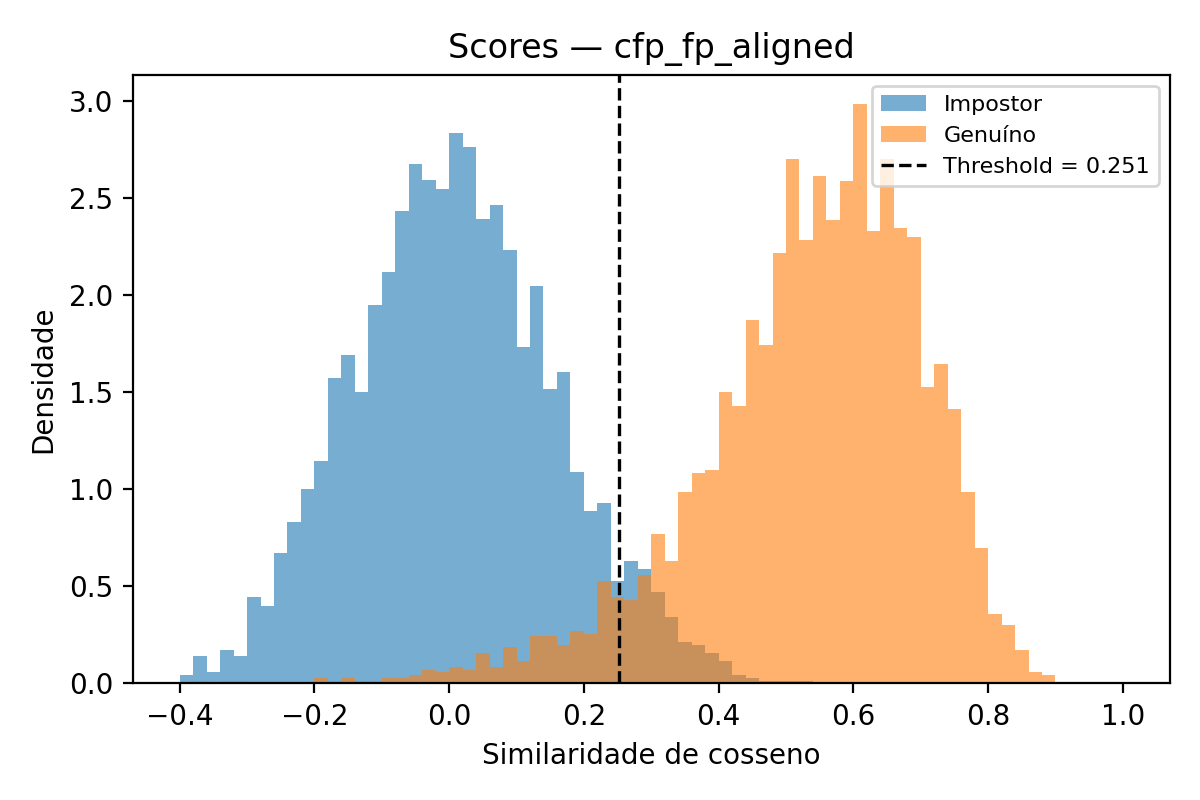 Scores — cfp_fp_aligned
Impostor
Genuíno
Threshold = 0.251
Densidade
3.0
2.5
2.0
1.5
1.0
0.5
0.0
−0.4 −0.2 0.0 0.2 0.4 0.6 0.8 1.0
Similaridade de cosseno